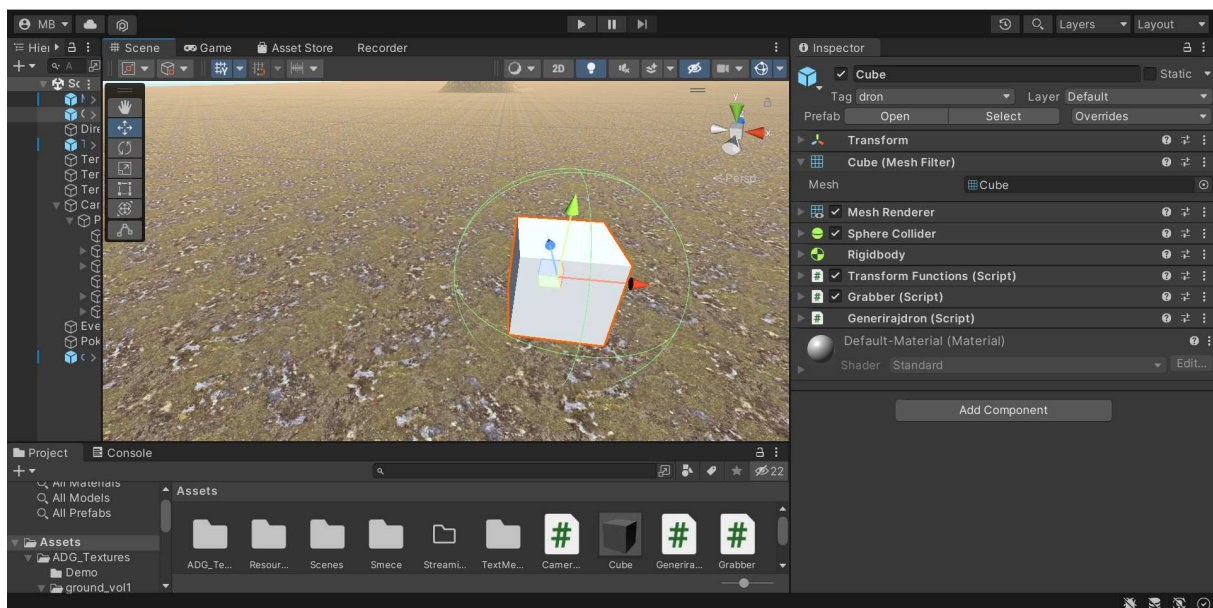 MB Layers Layout
Hier Scene Game Asset Store Recorder Inspector
A 2D Cube Static
Sc Tag dron Layer Default
Prefab Open Select Overrides
Dire
Ter
Ter
Ter
Car
P
Eve
Pok
y
x
Persp
Transform
Cube (Mesh Filter)
Mesh Cube
Mesh Renderer
Sphere Collider
Rigidbody
# Transform Functions (Script)
# Grabber (Script)
# Generirajdron (Script)
Default-Material (Material)
Shader Standard Edit...
Add Component
Project Console
22
All Materials
All Models
All Prefabs
Assets
ADG_Textures
Demo
ground_vol1
Assets
# # #
ADG_Te... Resour... Scenes Smece Streami... TextMe... Camer... Cube Generira... Grabber